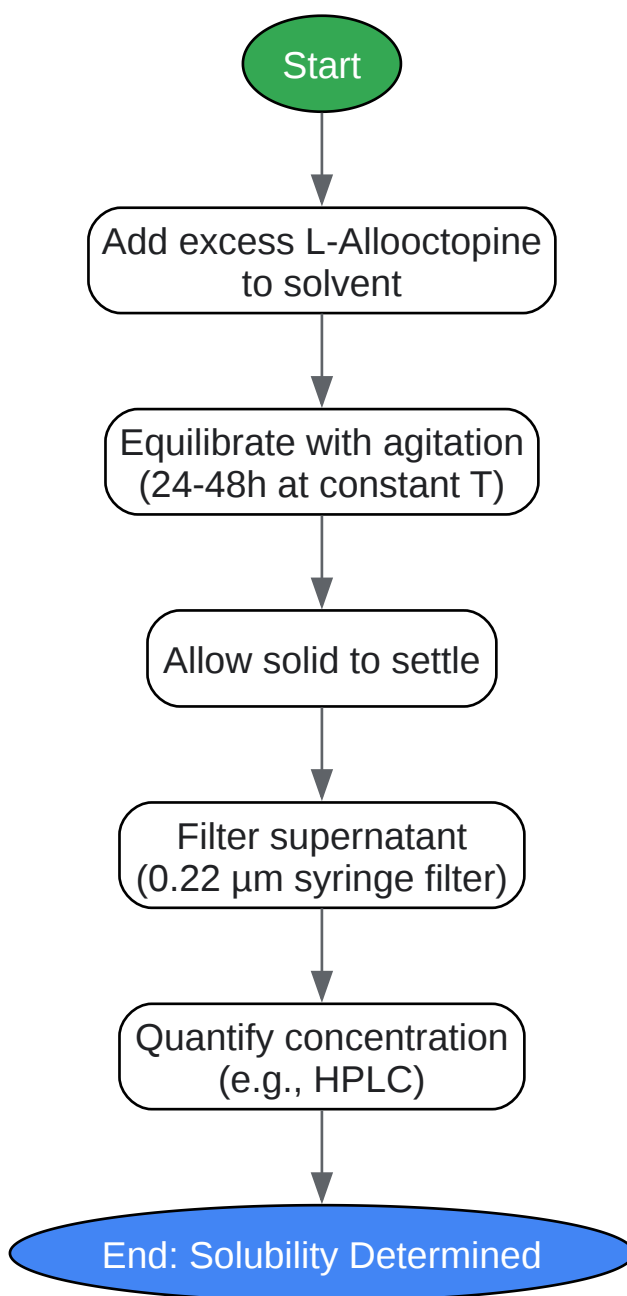 Start
Add excess L-Allooctopine
to solvent
Equilibrate with agitation
(24-48h at constant T)
Allow solid to settle
Filter supernatant
(0.22 µm syringe filter)
Quantify concentration
(e.g., HPLC)
End: Solubility Determined